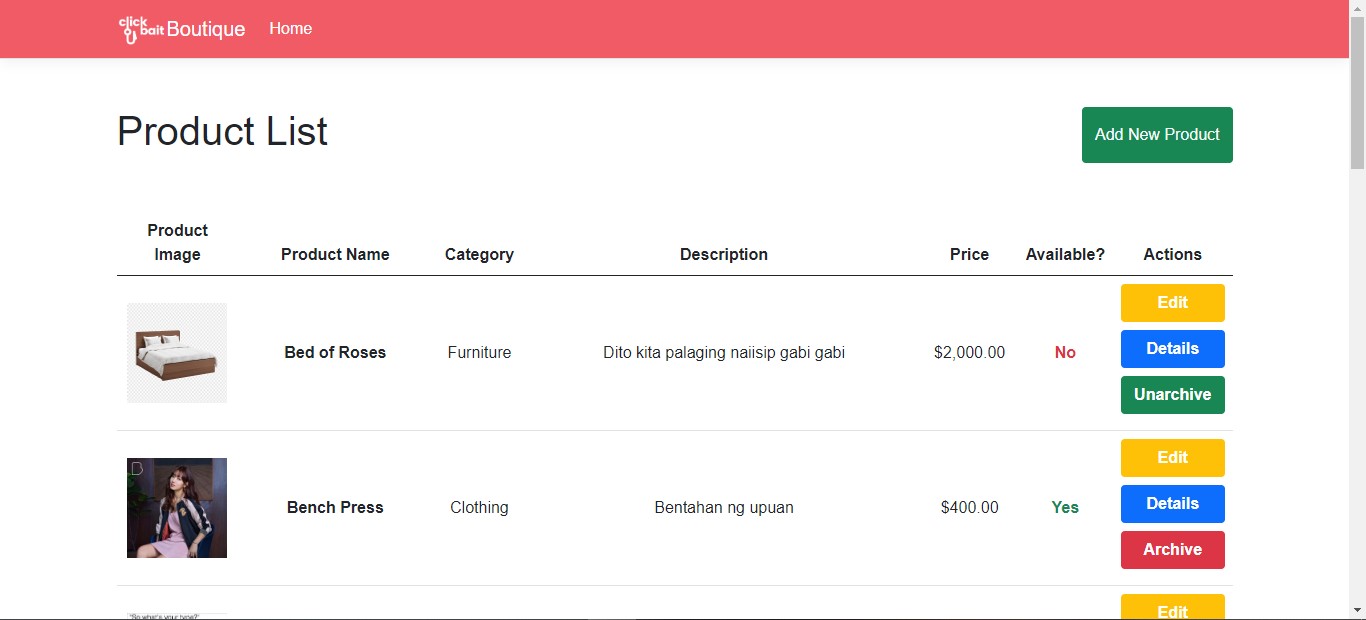 click
bait Boutique Home
Product List
Add New Product
Product
Image Product Name Category Description Price Available? Actions
Edit
Bed of Roses Furniture Dito kita palaging naiisip gabi gabi $2,000.00 No Details
Unarchive
B
Edit
Bench Press Clothing Bentahan ng upuan $400.00 Yes Details
Archive
"So what's your type?"
Edit